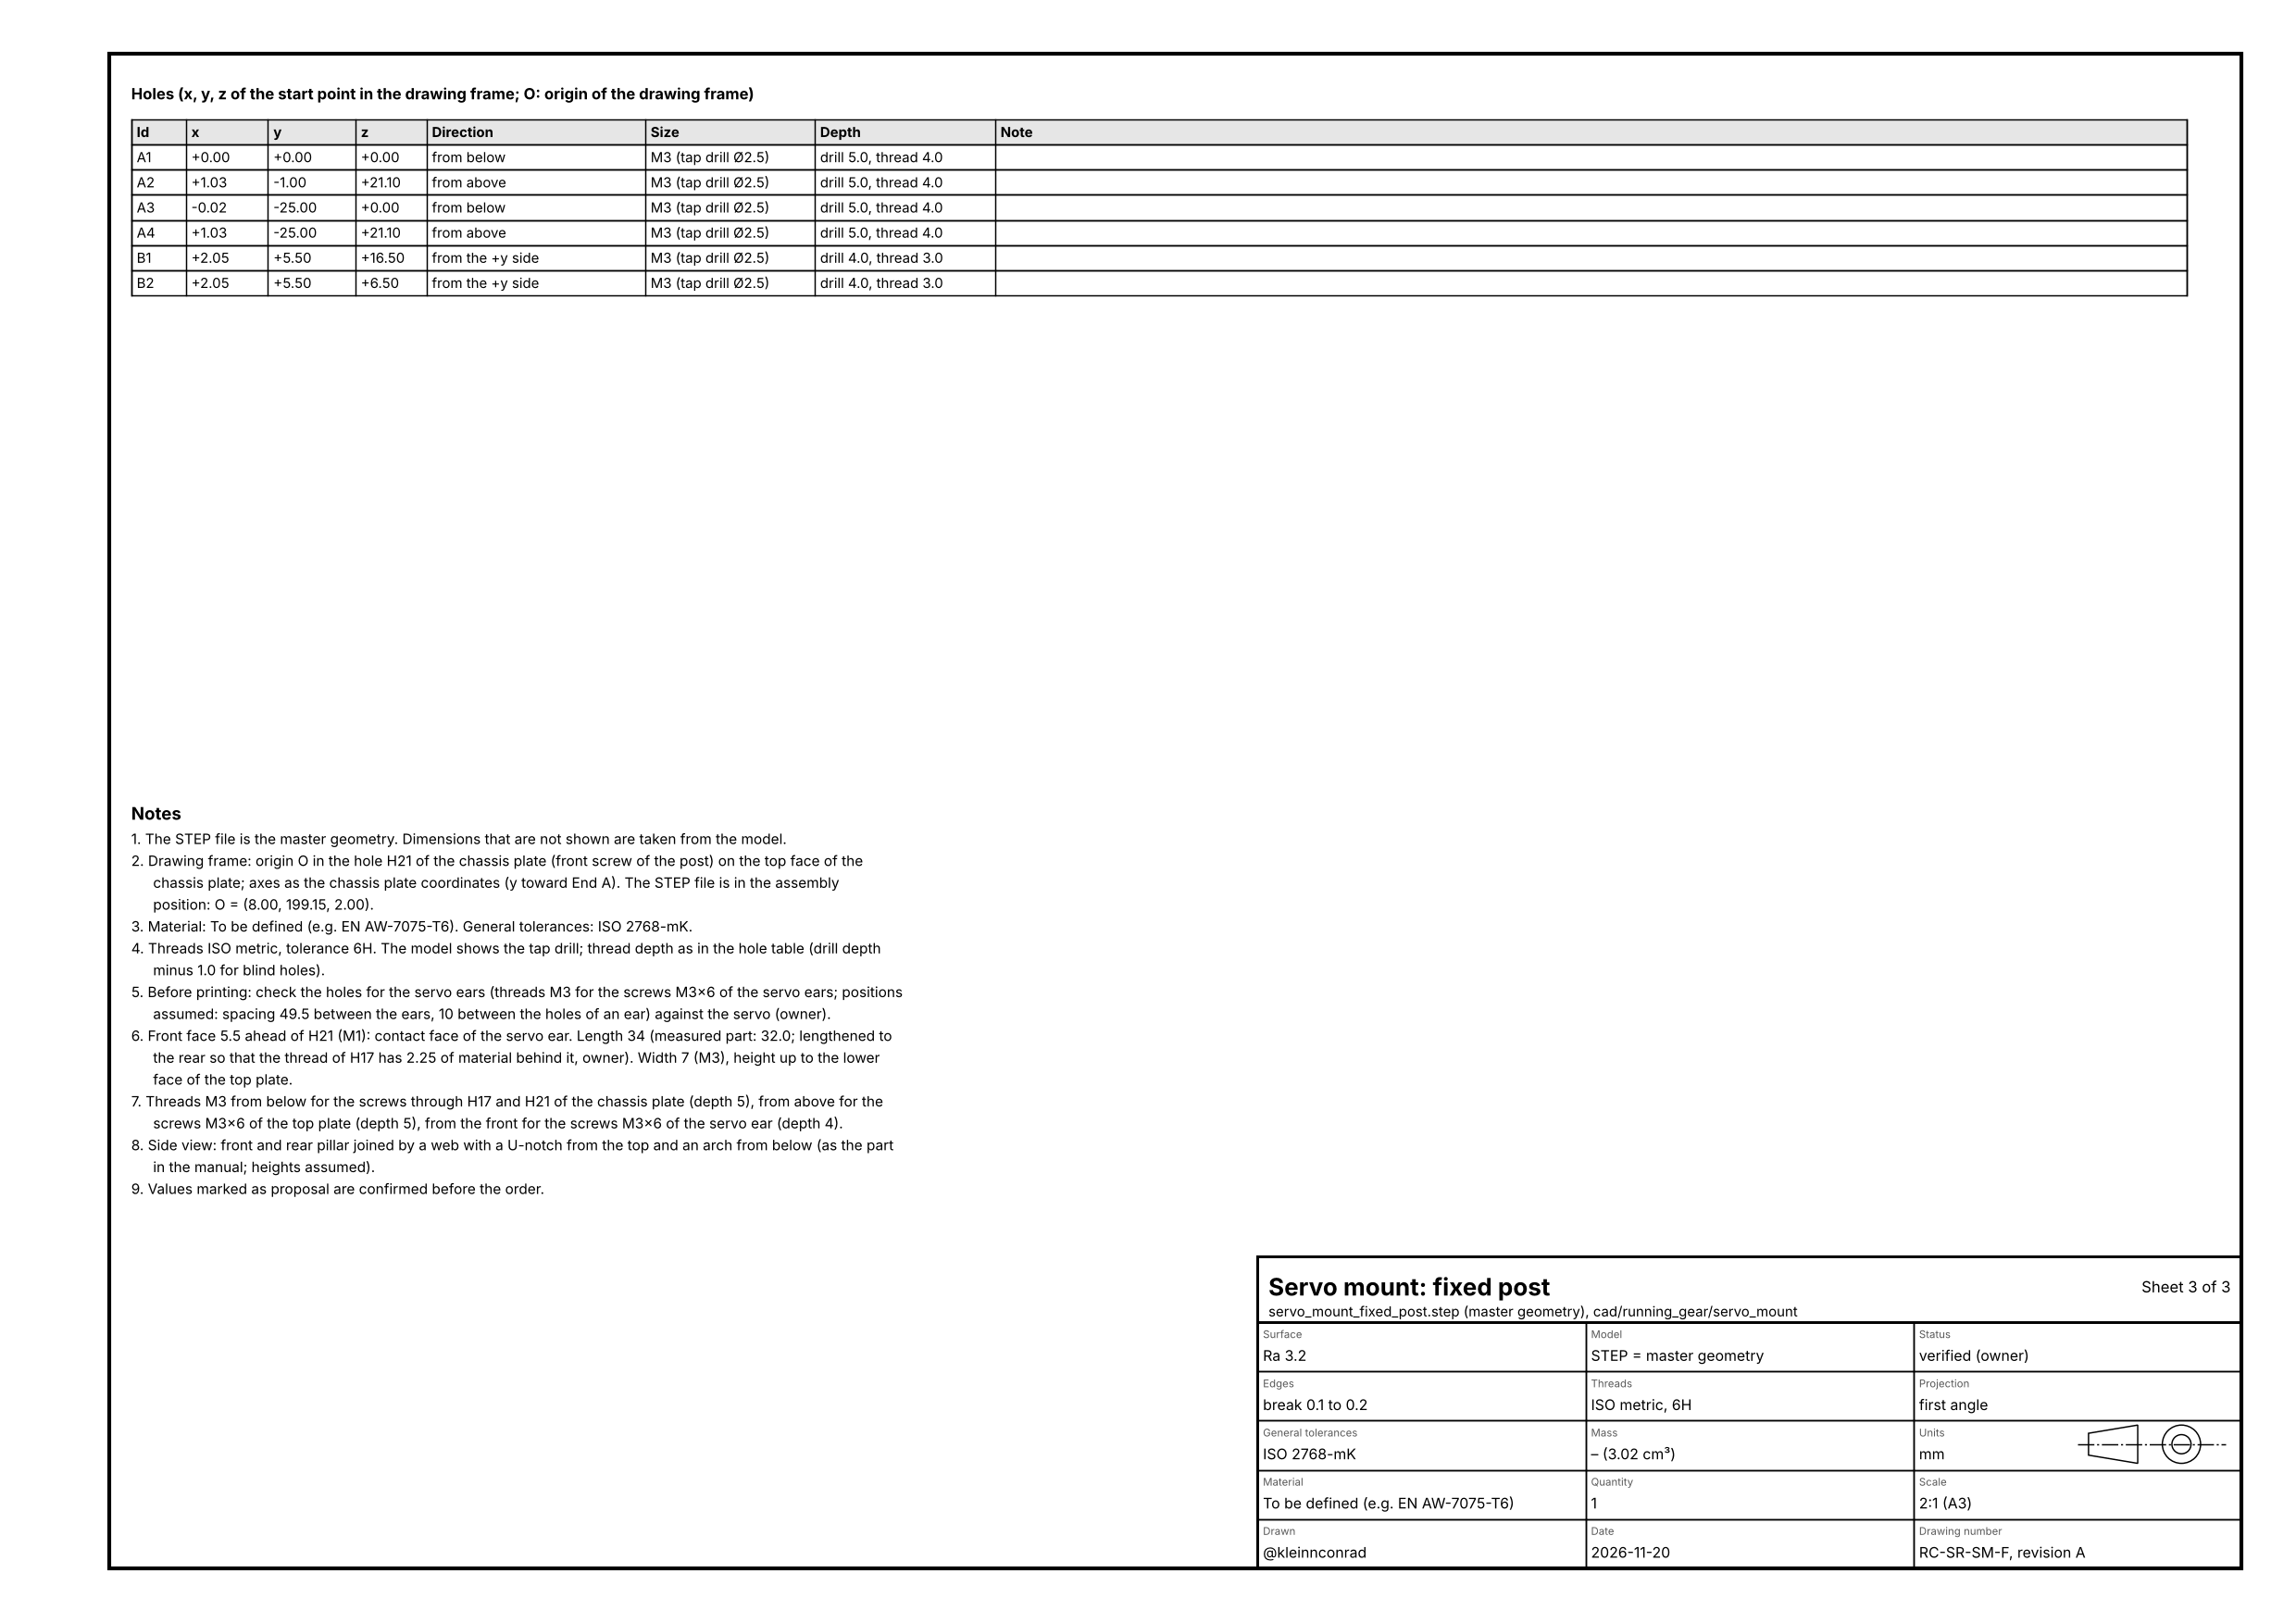 Holes (x, y, z of the start point in the drawing frame; O: origin of the drawing frame)
Id x y z Direction Size Depth Note
A1 +0.00 +0.00 +0.00 from below M3 (tap drill Ø2.5) drill 5.0, thread 4.0
A2 +1.03 -1.00 +21.10 from above M3 (tap drill Ø2.5) drill 5.0, thread 4.0
A3 -0.02 -25.00 +0.00 from below M3 (tap drill Ø2.5) drill 5.0, thread 4.0
A4 +1.03 -25.00 +21.10 from above M3 (tap drill Ø2.5) drill 5.0, thread 4.0
B1 +2.05 +5.50 +16.50 from the +y side M3 (tap drill Ø2.5) drill 4.0, thread 3.0
B2 +2.05 +5.50 +6.50 from the +y side M3 (tap drill Ø2.5) drill 4.0, thread 3.0
Notes
1. The STEP file is the master geometry. Dimensions that are not shown are taken from the model.
2. Drawing frame: origin O in the hole H21 of the chassis plate (front screw of the post) on the top face of the
chassis plate; axes as the chassis plate coordinates (y toward End A). The STEP file is in the assembly
position: O = (8.00, 199.15, 2.00).
3. Material: To be defined (e.g. EN AW-7075-T6). General tolerances: ISO 2768-mK.
4. Threads ISO metric, tolerance 6H. The model shows the tap drill; thread depth as in the hole table (drill depth
minus 1.0 for blind holes).
5. Before printing: check the holes for the servo ears (threads M3 for the screws M3×6 of the servo ears; positions
assumed: spacing 49.5 between the ears, 10 between the holes of an ear) against the servo (owner).
6. Front face 5.5 ahead of H21 (M1): contact face of the servo ear. Length 34 (measured part: 32.0; lengthened to
the rear so that the thread of H17 has 2.25 of material behind it, owner). Width 7 (M3), height up to the lower
face of the top plate.
7. Threads M3 from below for the screws through H17 and H21 of the chassis plate (depth 5), from above for the
screws M3×6 of the top plate (depth 5), from the front for the screws M3×6 of the servo ear (depth 4).
8. Side view: front and rear pillar joined by a web with a U-notch from the top and an arch from below (as the part
in the manual; heights assumed).
9. Values marked as proposal are confirmed before the order.
Servo mount: fixed post Sheet 3 of 3
servo_mount_fixed_post.step (master geometry), cad/running_gear/servo_mount
Surface Model Status
Ra 3.2 STEP = master geometry verified (owner)
Edges Threads Projection
break 0.1 to 0.2 ISO metric, 6H first angle
General tolerances Mass Units
ISO 2768-mK – (3.02 cm³) mm
Material Quantity Scale
To be defined (e.g. EN AW-7075-T6) 1 2:1 (A3)
Drawn Date Drawing number
@kleinnconrad 2026-11-20 RC-SR-SM-F, revision A